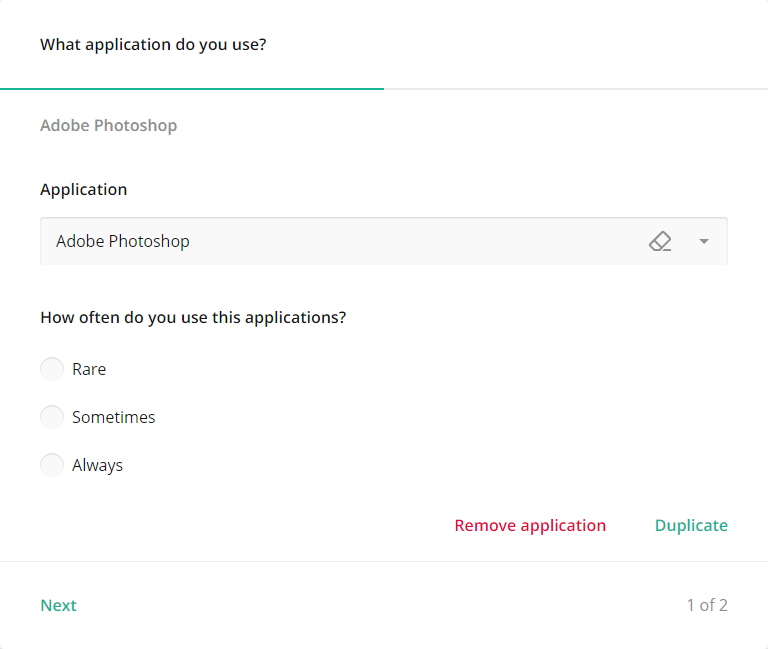 What application do you use?
Adobe Photoshop
Application
Adobe Photoshop
How often do you use this applications?
Rare
Sometimes
Always
Remove application Duplicate
Next 1 of 2